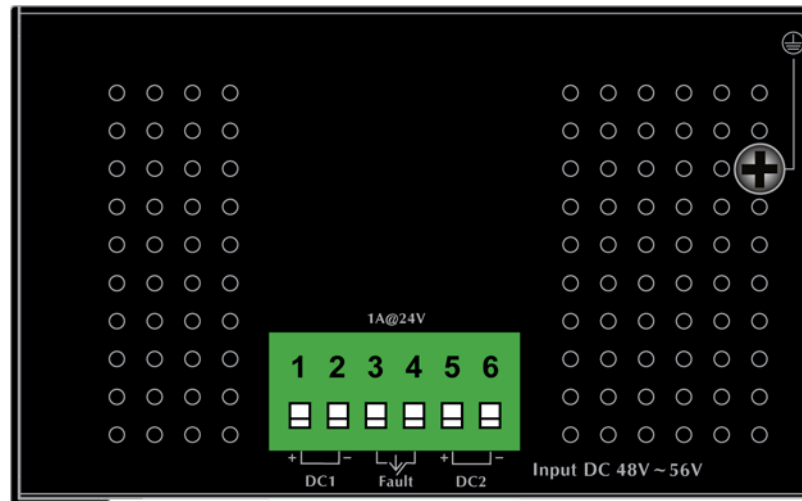 1A@24V
1 2 3 4 5 6
+ − + −
DC1 Fault DC2
Input DC 48V ~ 56V